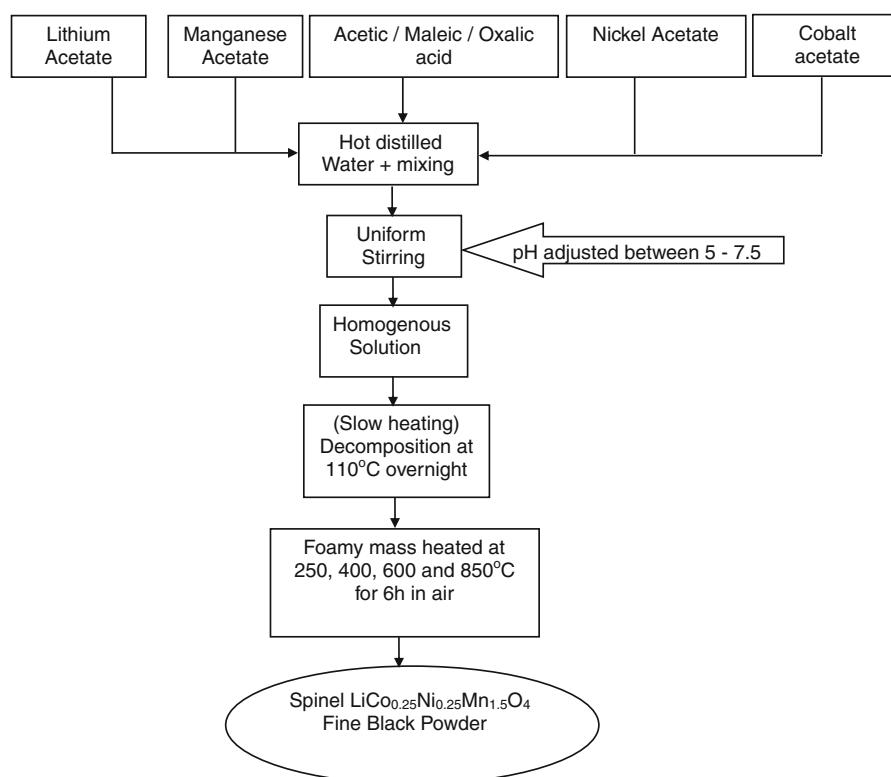 Lithium
Acetate
Manganese
Acetate
Acetic / Maleic / Oxalic
acid
Nickel Acetate
Cobalt
acetate
Hot distilled
Water + mixing
Uniform
Stirring
pH adjusted between 5 - 7.5
Homogenous
Solution
(Slow heating)
Decomposition at
110°C overnight
Foamy mass heated at
250, 400, 600 and 850°C
for 6h in air
Spinel LiCo₀.₂₅Ni₀.₂₅Mn₁.₅O₄
Fine Black Powder